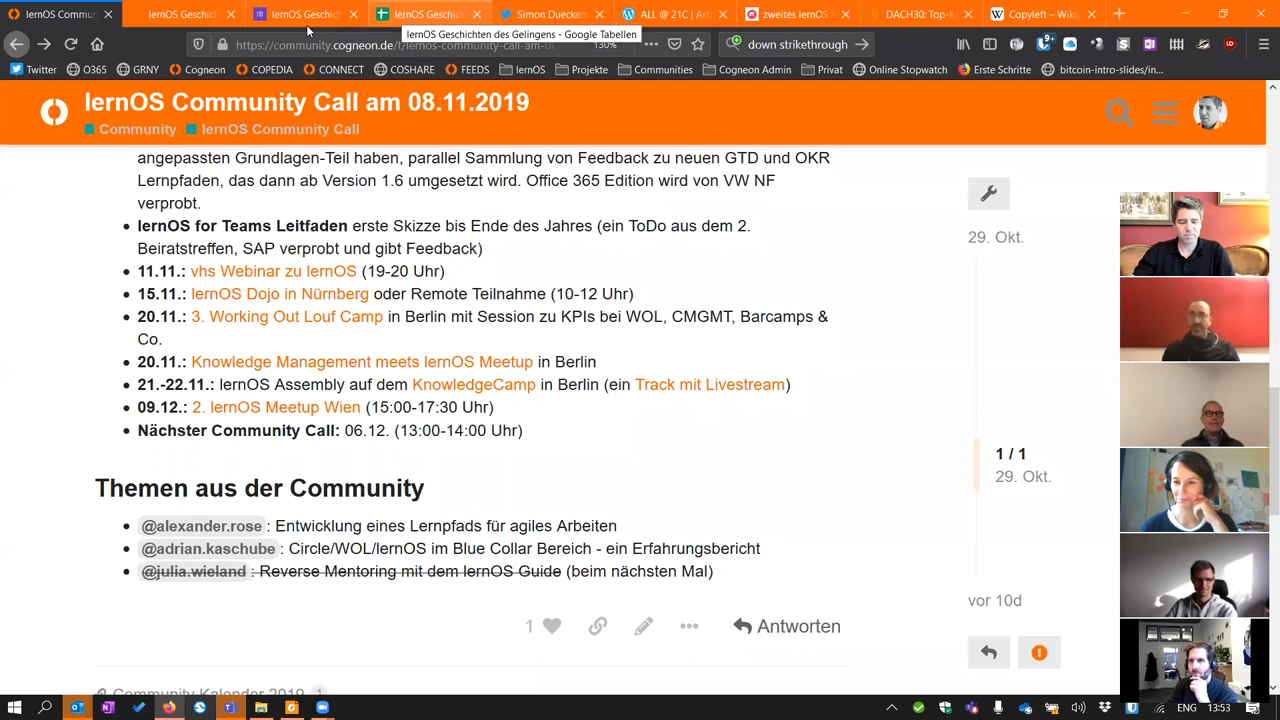 lernOS Commu
lernOS Geschich
lernOS Geschich
lernOS Geschich
Simon Dueckert
ALL @ 21C | Ar
zweites lernOS
DACH30: Top-K
Copyleft – Wiki
lernOS Geschichten des Gelingens - Google Tabellen
https://community.cogneon.de/t/lernos-community-call-am-0
130%
down strikethrough
Twitter
O365
GRNY
Cogneon
COPEDIA
CONNECT
COSHARE
FEEDS
lernOS
Projekte
Communities
Cogneon Admin
Privat
Online Stopwatch
Erste Schritte
bitcoin-intro-slides/in...
lernOS Community Call am 08.11.2019
Community lernOS Community Call
angepassten Grundlagen-Teil haben, parallel Sammlung von Feedback zu neuen GTD und OKR
Lernpfaden, das dann ab Version 1.6 umgesetzt wird. Office 365 Edition wird von VW NF
verprobt.
lernOS for Teams Leitfaden erste Skizze bis Ende des Jahres (ein ToDo aus dem 2.
Beiratstreffen, SAP verprobt und gibt Feedback)
11.11.: vhs Webinar zu lernOS (19-20 Uhr)
15.11.: lernOS Dojo in Nürnberg oder Remote Teilnahme (10-12 Uhr)
20.11.: 3. Working Out Louf Camp in Berlin mit Session zu KPIs bei WOL, CMGMT, Barcamps &
Co.
20.11.: Knowledge Management meets lernOS Meetup in Berlin
21.-22.11.: lernOS Assembly auf dem KnowledgeCamp in Berlin (ein Track mit Livestream)
09.12.: 2. lernOS Meetup Wien (15:00-17:30 Uhr)
Nächster Community Call: 06.12. (13:00-14:00 Uhr)
Themen aus der Community
@alexander.rose : Entwicklung eines Lernpfads für agiles Arbeiten
@adrian.kaschube : Circle/WOL/lernOS im Blue Collar Bereich - ein Erfahrungsbericht
@julia.wieland : Reverse Mentoring mit dem lernOS Guide (beim nächsten Mal)
1
Antworten
Community Kalender 2019 1
29. Okt.
1 / 1
29. Okt.
vor 10d
ENG 13:53